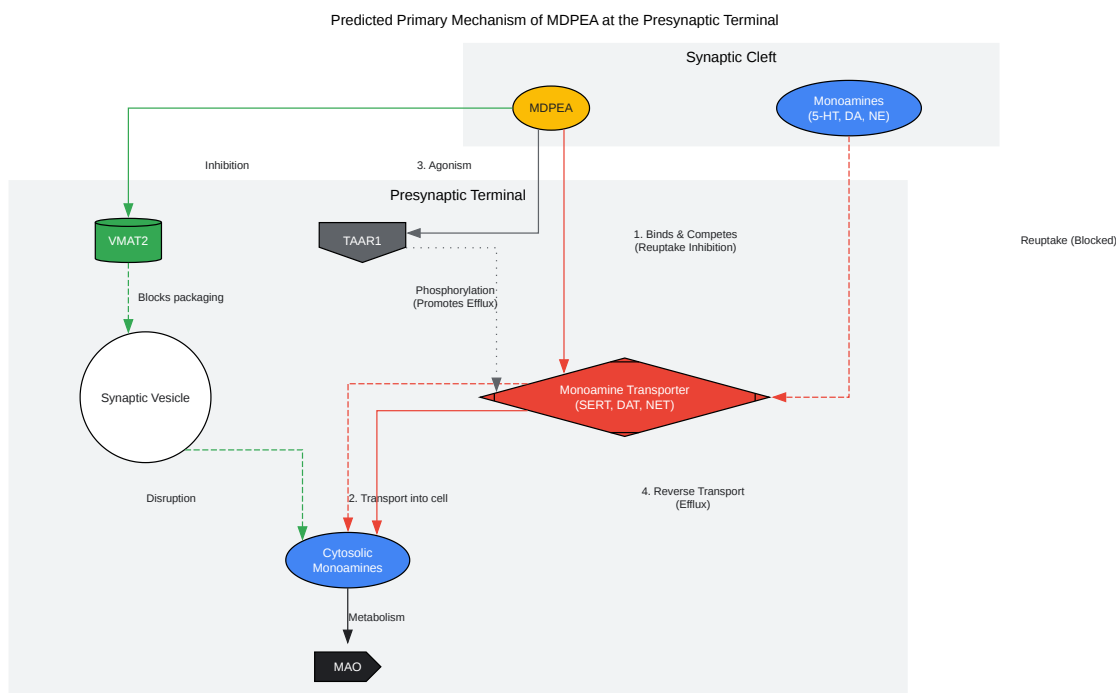 Predicted Primary Mechanism of MDPEA at the Presynaptic Terminal
Synaptic Cleft
MDPEA
Monoamines
(5-HT, DA, NE)
Inhibition
3. Agonism
Presynaptic Terminal
VMAT2
TAAR1
1. Binds & Competes
(Reuptake Inhibition)
Reuptake (Blocked)
Blocks packaging
Phosphorylation
(Promotes Efflux)
Synaptic Vesicle
Monoamine Transporter
(SERT, DAT, NET)
Disruption
2. Transport into cell
4. Reverse Transport
(Efflux)
Cytosolic
Monoamines
Metabolism
MAO